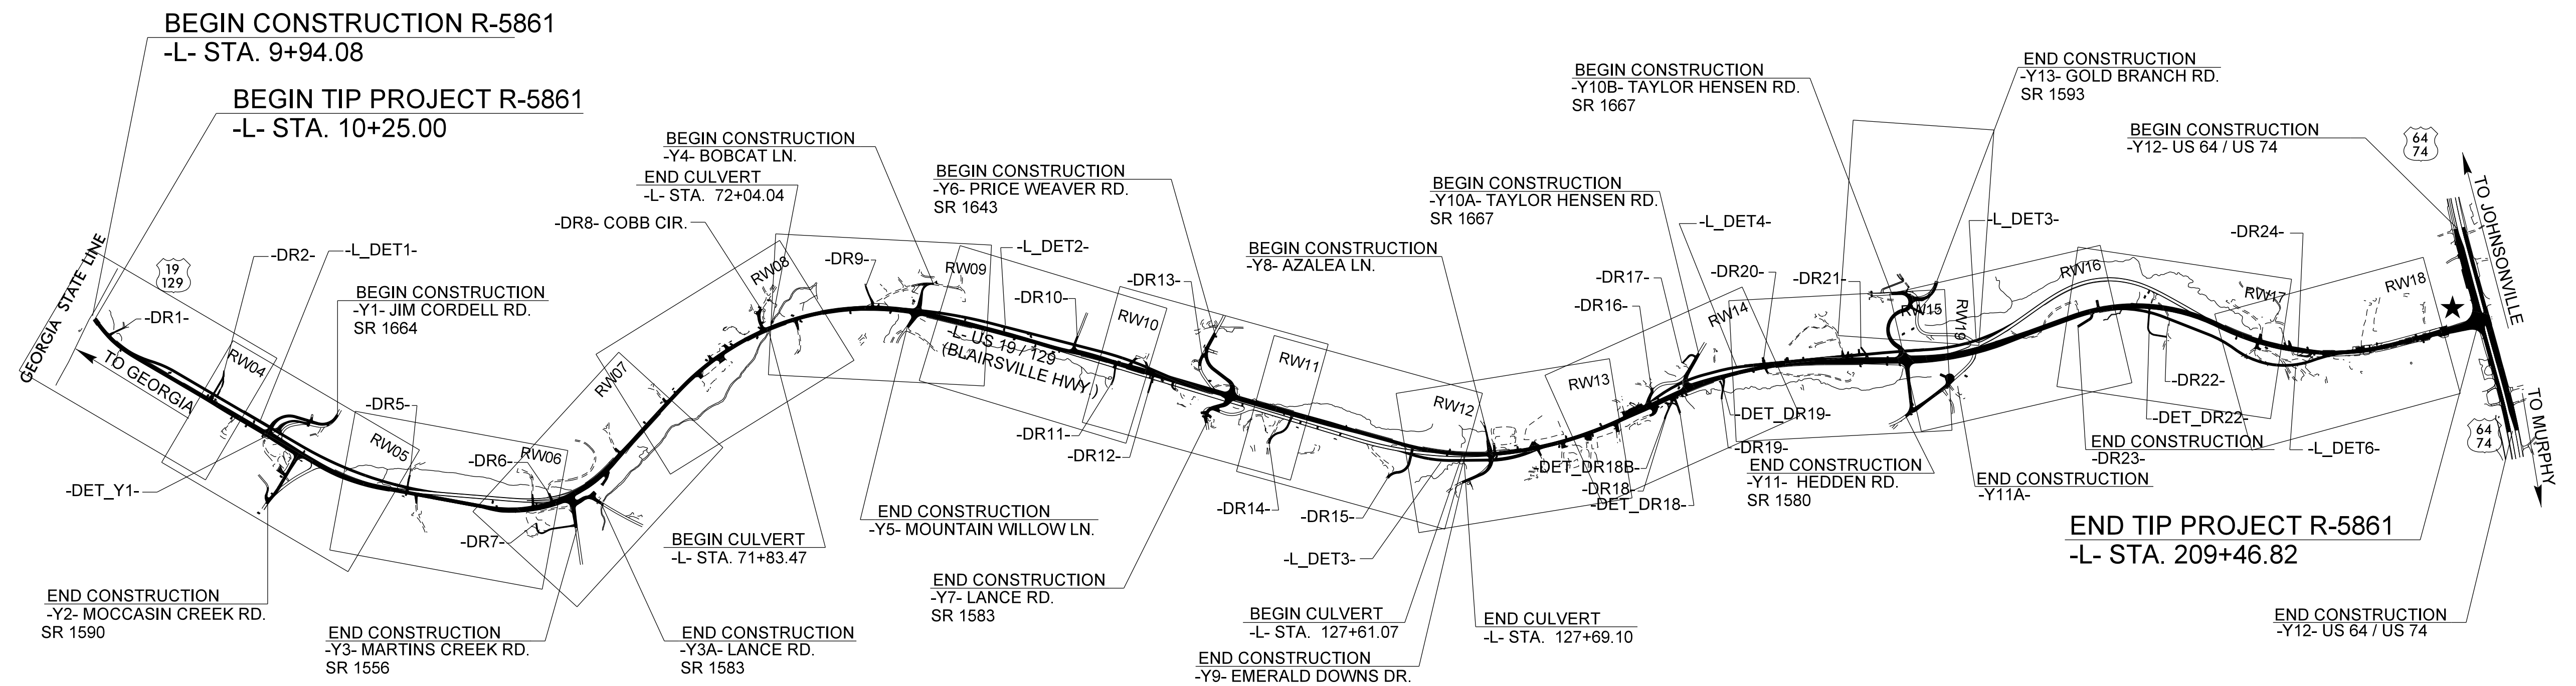 BEGIN CONSTRUCTION R-5861
-L- STA. 9+94.08
BEGIN TIP PROJECT R-5861
-L- STA. 10+25.00
GEORGIA STATE LINE
19
129
TO GEORGIA
-DR1-
-DR2-
-L_DET1-
RW04
BEGIN CONSTRUCTION
-Y1- JIM CORDELL RD.
SR 1664
-DET_Y1-
END CONSTRUCTION
-Y2- MOCCASIN CREEK RD.
SR 1590
-DR5-
RW05
-DR6-
RW06
-DR7-
END CONSTRUCTION
-Y3- MARTINS CREEK RD.
SR 1556
END CONSTRUCTION
-Y3A- LANCE RD.
SR 1583
RW07
BEGIN CONSTRUCTION
-Y4- BOBCAT LN.
END CULVERT
-L- STA. 72+04.04
-DR8- COBB CIR.
RW08
BEGIN CULVERT
-L- STA. 71+83.47
-DR9-
RW09
END CONSTRUCTION
-Y5- MOUNTAIN WILLOW LN.
BEGIN CONSTRUCTION
-Y6- PRICE WEAVER RD.
SR 1643
-L_DET2-
-DR10-
-L- US 19 / 129
(BLAIRSVILLE HWY.)
RW10
-DR11-
-DR12-
-DR13-
END CONSTRUCTION
-Y7- LANCE RD.
SR 1583
RW11
-DR14-
BEGIN CONSTRUCTION
-Y8- AZALEA LN.
-DR15-
-L_DET3-
RW12
BEGIN CULVERT
-L- STA. 127+61.07
END CONSTRUCTION
-Y9- EMERALD DOWNS DR.
END CULVERT
-L- STA. 127+69.10
BEGIN CONSTRUCTION
-Y10A- TAYLOR HENSEN RD.
SR 1667
BEGIN CONSTRUCTION
-Y10B- TAYLOR HENSEN RD.
SR 1667
RW13
-DR16-
-DR17-
-L_DET4-
-DET_DR18B-
-DR18-
-DET_DR18-
RW14
-DR20-
-DET_DR19-
-DR19-
-DR21-
END CONSTRUCTION
-Y11- HEDDEN RD.
SR 1580
END CONSTRUCTION
-Y13- GOLD BRANCH RD.
SR 1593
RW15
RW19
-L_DET3-
END CONSTRUCTION
-Y11A-
RW16
-DR22-
-DET_DR22-
END CONSTRUCTION
-DR23-
RW17
-DR24-
-L_DET6-
RW18
BEGIN CONSTRUCTION
-Y12- US 64 / US 74
64
74
TO JOHNSONVILLE
64
74
TO MURPHY
END TIP PROJECT R-5861
-L- STA. 209+46.82
END CONSTRUCTION
-Y12- US 64 / US 74